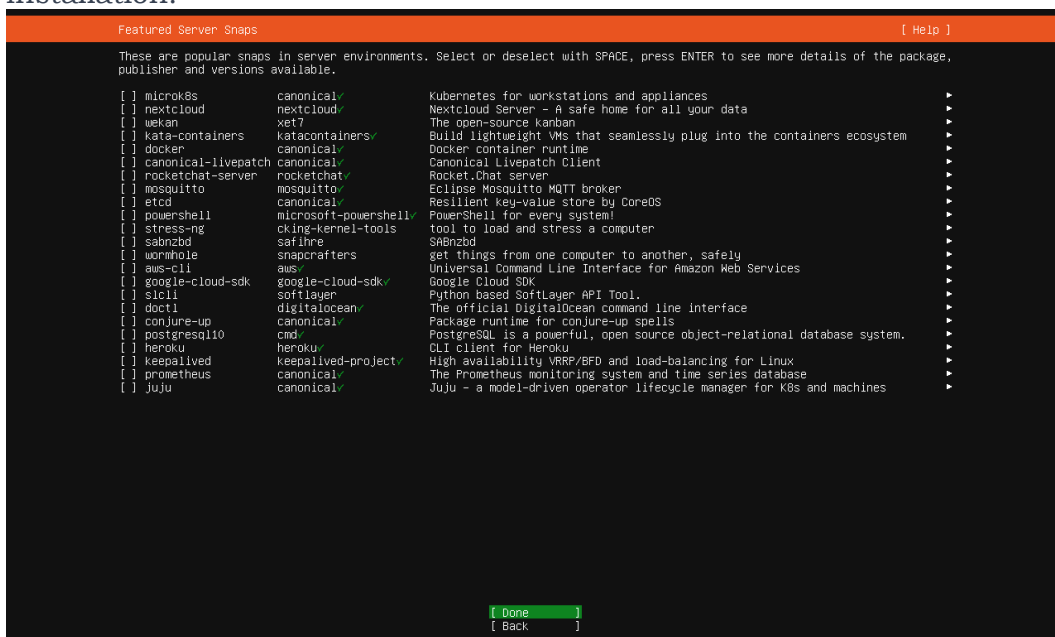 installation.
Featured Server Snaps [ Help ]
These are popular snaps in server environments. Select or deselect with SPACE, press ENTER to see more details of the package,
publisher and versions available.
[ ] microk8s canonical✓ Kubernetes for workstations and appliances ▸
[ ] nextcloud nextcloud✓ Nextcloud Server – A safe home for all your data ▸
[ ] wekan xet7 The open-source kanban ▸
[ ] kata-containers katacontainers✓ Build lightweight VMs that seamlessly plug into the containers ecosystem ▸
[ ] docker canonical✓ Docker container runtime ▸
[ ] canonical-livepatch canonical✓ Canonical Livepatch Client ▸
[ ] rocketchat-server rocketchat✓ Rocket.Chat server ▸
[ ] mosquitto mosquitto✓ Eclipse Mosquitto MQTT broker ▸
[ ] etcd canonical✓ Resilient key-value store by CoreOS ▸
[ ] powershell microsoft-powershell✓ PowerShell for every system! ▸
[ ] stress-ng cking-kernel-tools tool to load and stress a computer ▸
[ ] sabnzbd safihre SABnzbd ▸
[ ] wormhole snapcrafters get things from one computer to another, safely ▸
[ ] aws-cli aws✓ Universal Command Line Interface for Amazon Web Services ▸
[ ] google-cloud-sdk google-cloud-sdk✓ Google Cloud SDK ▸
[ ] slcli softlayer Python based SoftLayer API Tool. ▸
[ ] doctl digitalocean✓ The official DigitalOcean command line interface ▸
[ ] conjure-up canonical✓ Package runtime for conjure-up spells ▸
[ ] postgresql10 cmd✓ PostgreSQL is a powerful, open source object-relational database system. ▸
[ ] heroku heroku✓ CLI client for Heroku ▸
[ ] keepalived keepalived-project✓ High availability VRRP/BFD and load-balancing for Linux ▸
[ ] prometheus canonical✓ The Prometheus monitoring system and time series database ▸
[ ] juju canonical✓ Juju – a model-driven operator lifecycle manager for K8s and machines ▸
[ Done ]
[ Back ]